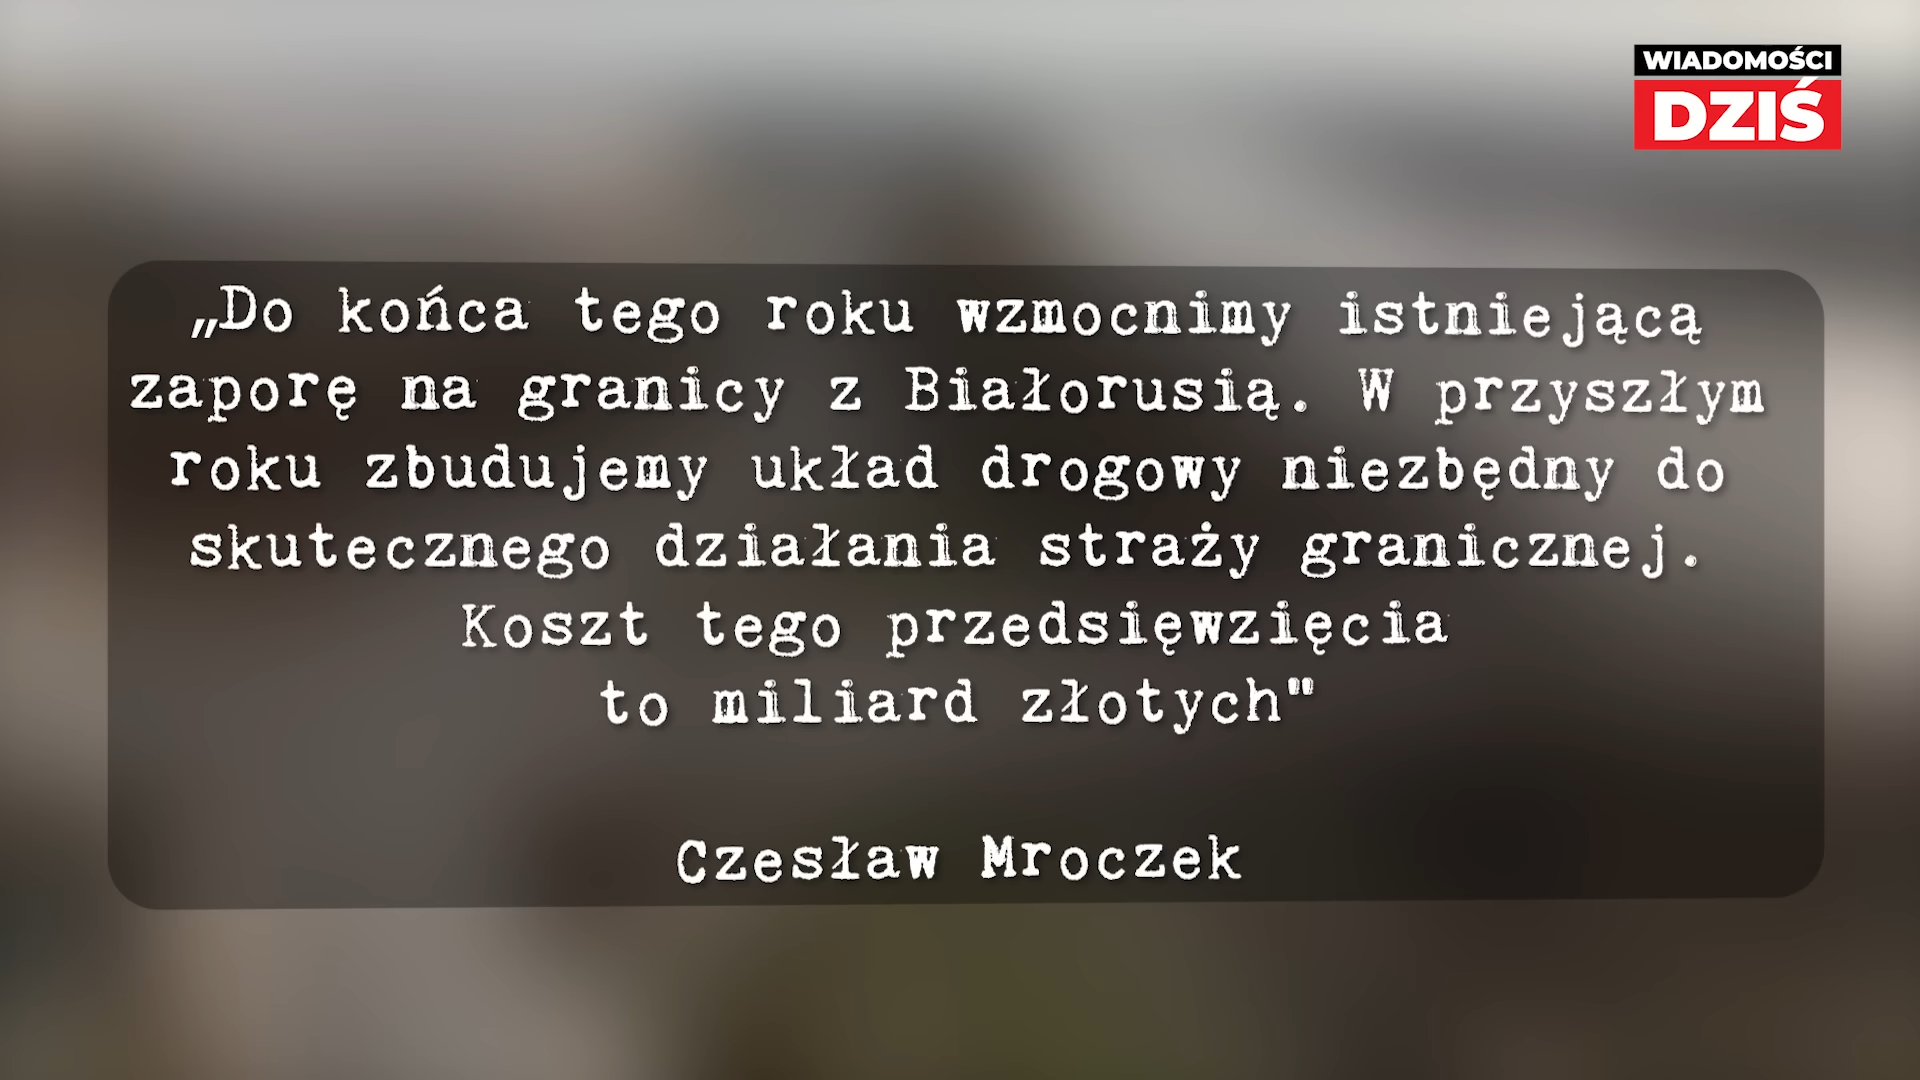 WIADOMOŚCI
DZIŚ
„Do końca tego roku wzmocnimy istniejącą
zaporę na granicy z Białorusią. W przyszłym
roku zbudujemy układ drogowy niezbędny do
skutecznego działania straży granicznej.
Koszt tego przedsięwzięcia
to miliard złotych"
Czesław Mroczek